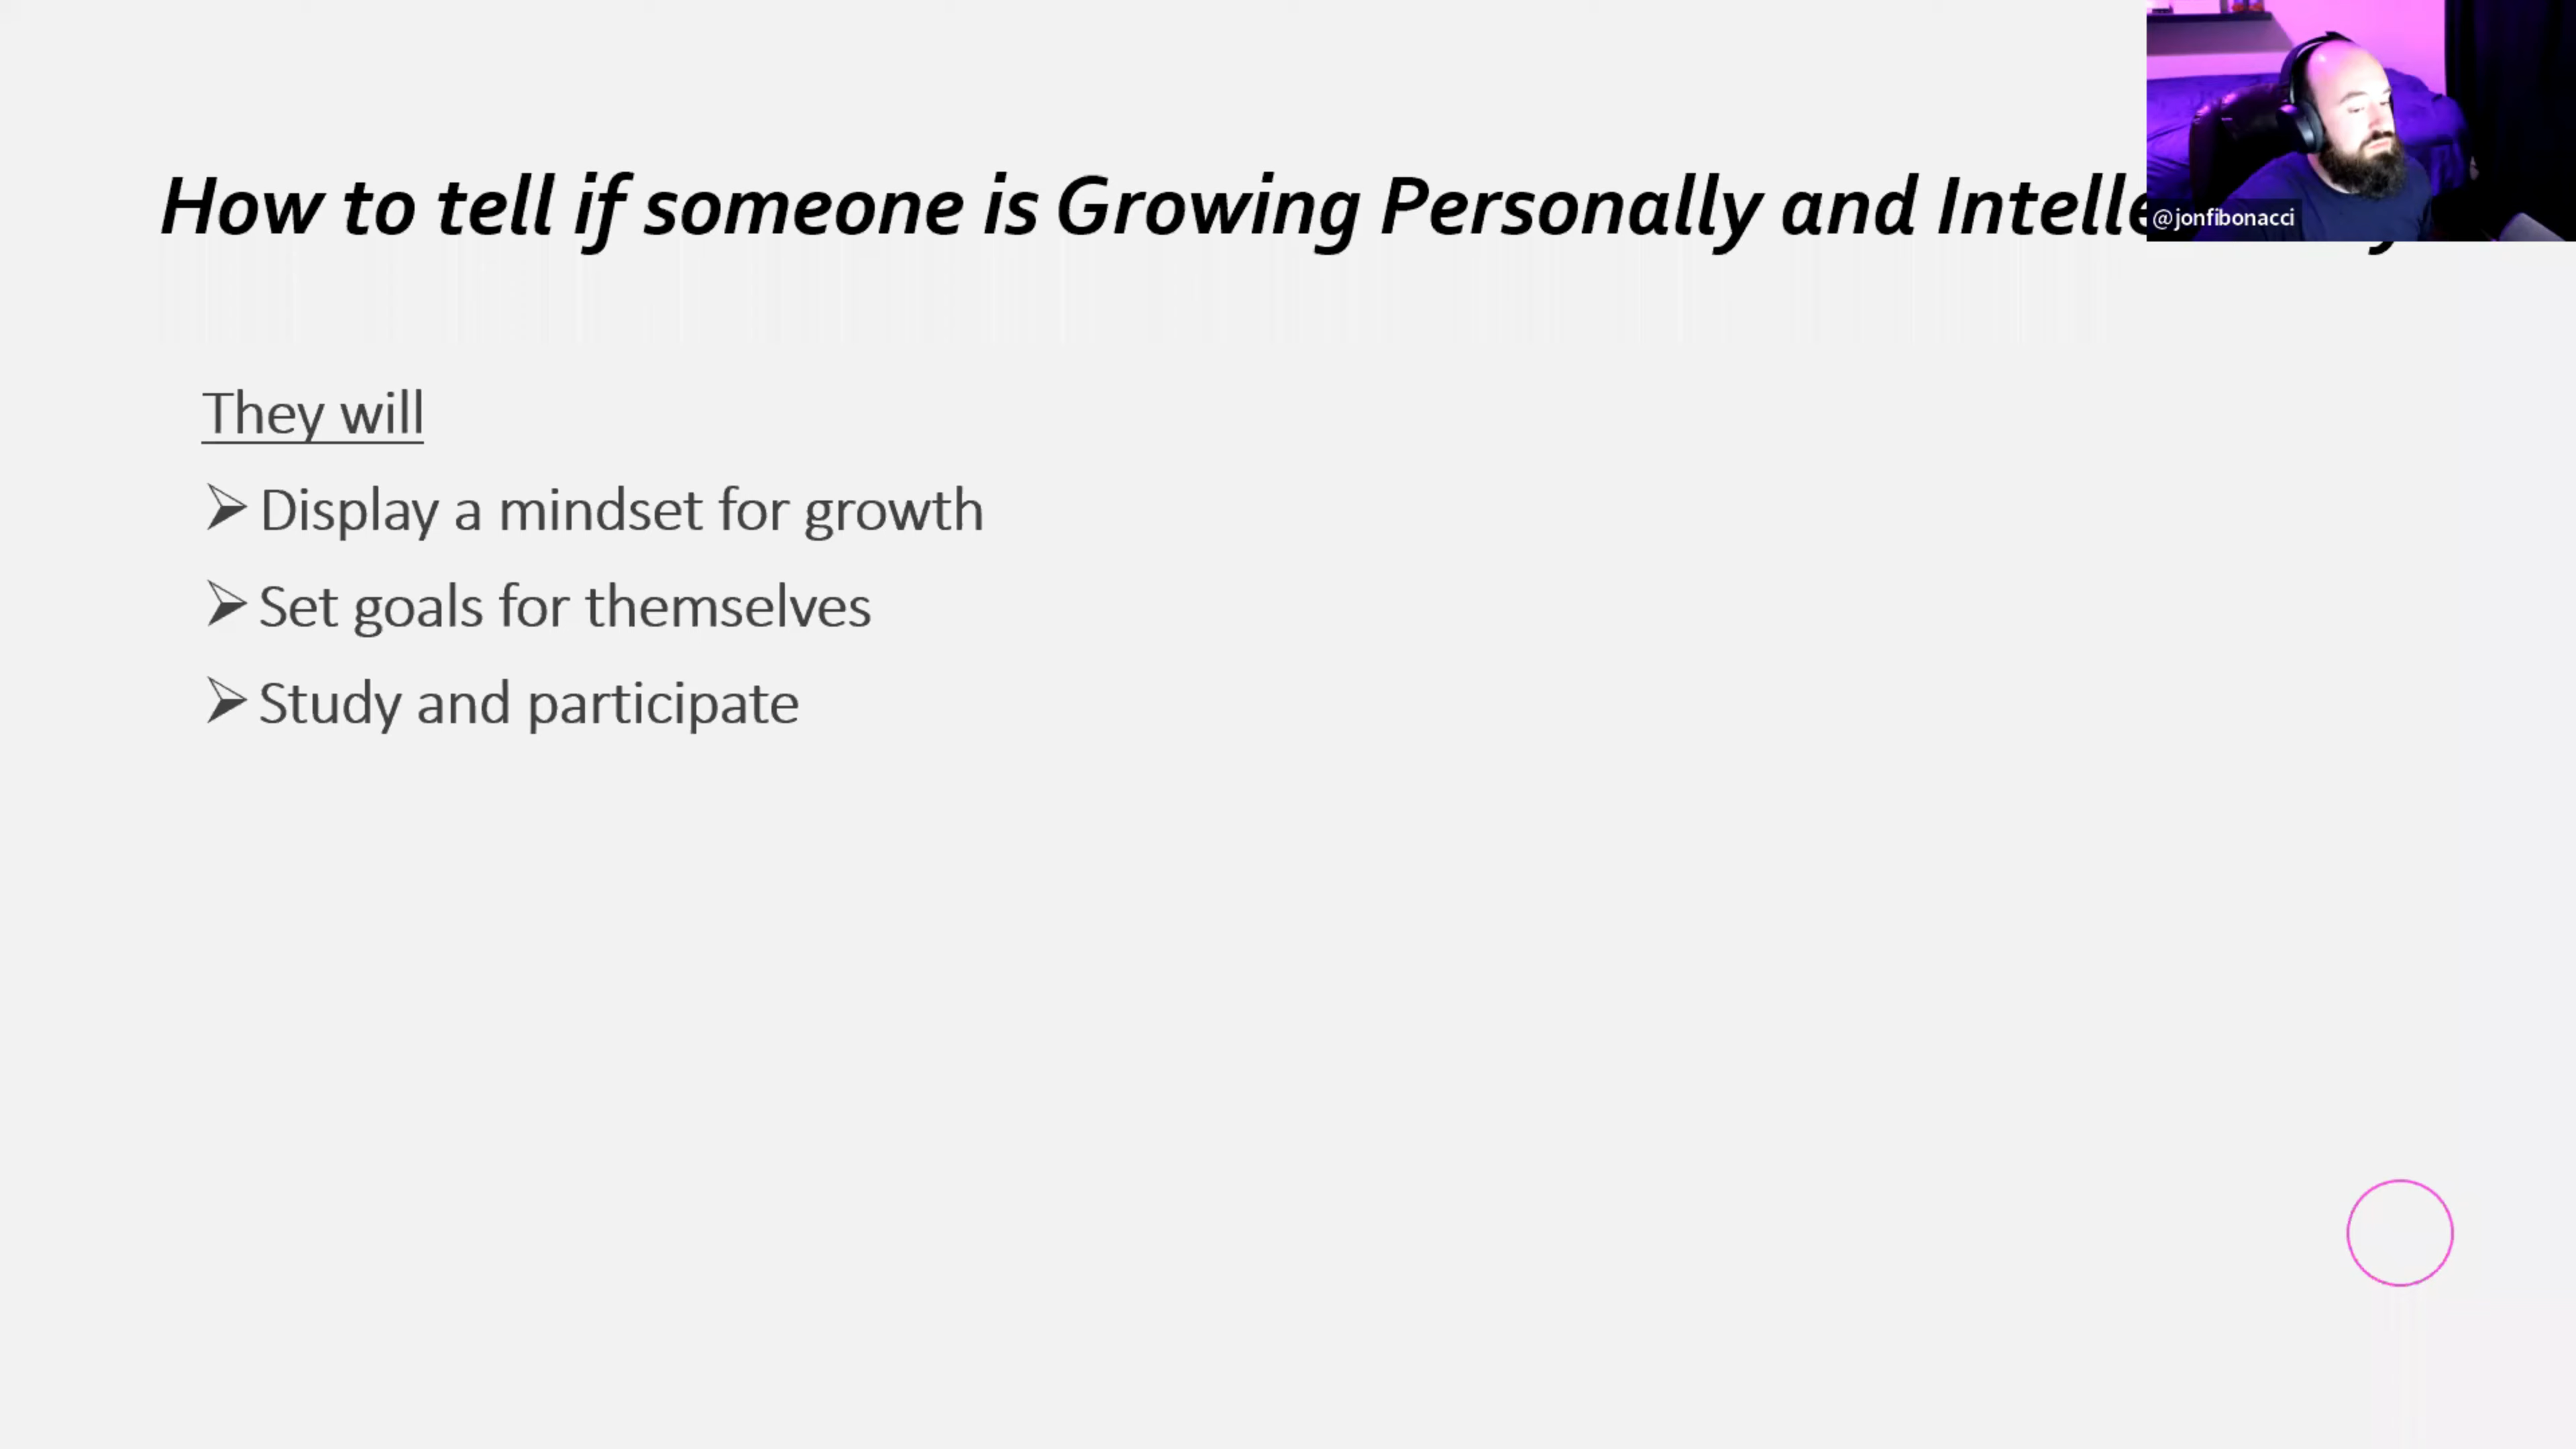 How to tell if someone is Growing Personally and
@jonfibonacci
They will
Display a mindset for growth
Set goals for themselves
Study and participate